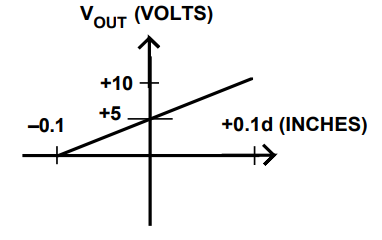 VOUT (VOLTS)
+10
+5
–0.1
+0.1d (INCHES)